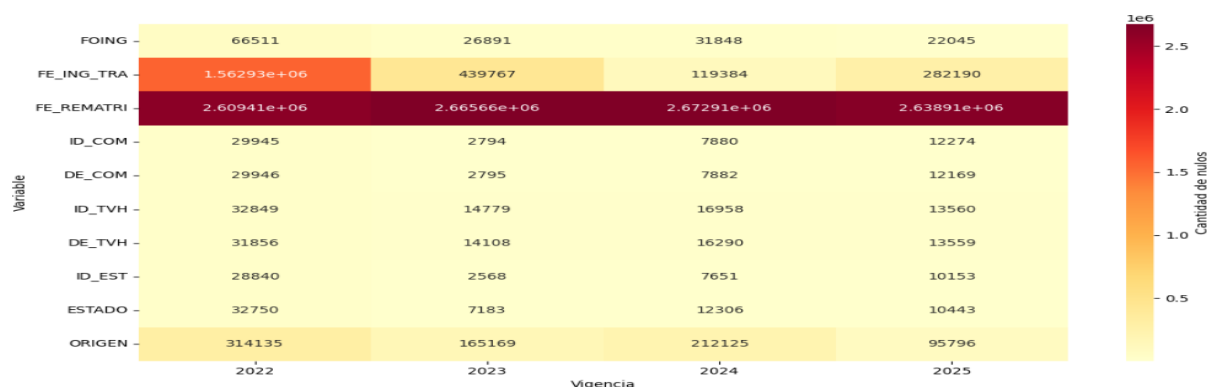 1e6
FOING 66511 26891 31848 22045
2.5
FE_ING_TRA 1.56293e+06 439767 119384 282190
2.0
FE_REMATRI 2.60941e+06 2.66566e+06 2.67291e+06 2.63891e+06
ID_COM 29945 2794 7880 12274
1.5
DE_COM 29946 2795 7882 12169
Variable
Cantidad de nulos
ID_TVH 32849 14779 16958 13560
1.0
DE_TVH 31856 14108 16290 13559
ID_EST 28840 2568 7651 10153
0.5
ESTADO 32750 7183 12306 10443
ORIGEN 314135 165169 212125 95796
2022 2023 2024 2025
Vigencia